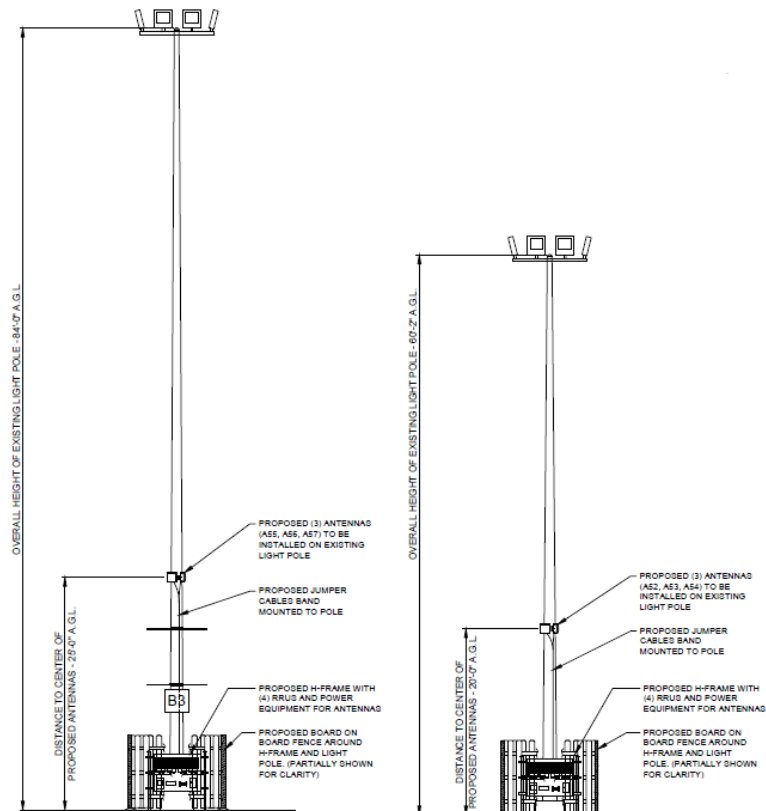 OVERALL HEIGHT OF EXISTING LIGHT POLE - 84'-0" A.G.L.
DISTANCE TO CENTER OF
PROPOSED ANTENNAS - 25'-0" A.G.L.
PROPOSED (3) ANTENNAS
(A55, A56, A57) TO BE
INSTALLED ON EXISTING
LIGHT POLE
PROPOSED JUMPER
CABLES BAND
MOUNTED TO POLE
B3
PROPOSED H-FRAME WITH
(4) RRUS AND POWER
EQUIPMENT FOR ANTENNAS
PROPOSED BOARD ON
BOARD FENCE AROUND
H-FRAME AND LIGHT
POLE. (PARTIALLY SHOWN
FOR CLARITY)
OVERALL HEIGHT OF EXISTING LIGHT POLE - 60'-2" A.G.L.
DISTANCE TO CENTER OF
PROPOSED ANTENNAS - 20'-0" A.G.L.
PROPOSED (3) ANTENNAS
(A52, A53, A54) TO BE
INSTALLED ON EXISTING
LIGHT POLE
PROPOSED JUMPER
CABLES BAND
MOUNTED TO POLE
PROPOSED H-FRAME WITH
(4) RRUS AND POWER
EQUIPMENT FOR ANTENNAS
PROPOSED BOARD ON
BOARD FENCE AROUND
H-FRAME AND LIGHT
POLE. (PARTIALLY SHOWN
FOR CLARITY)